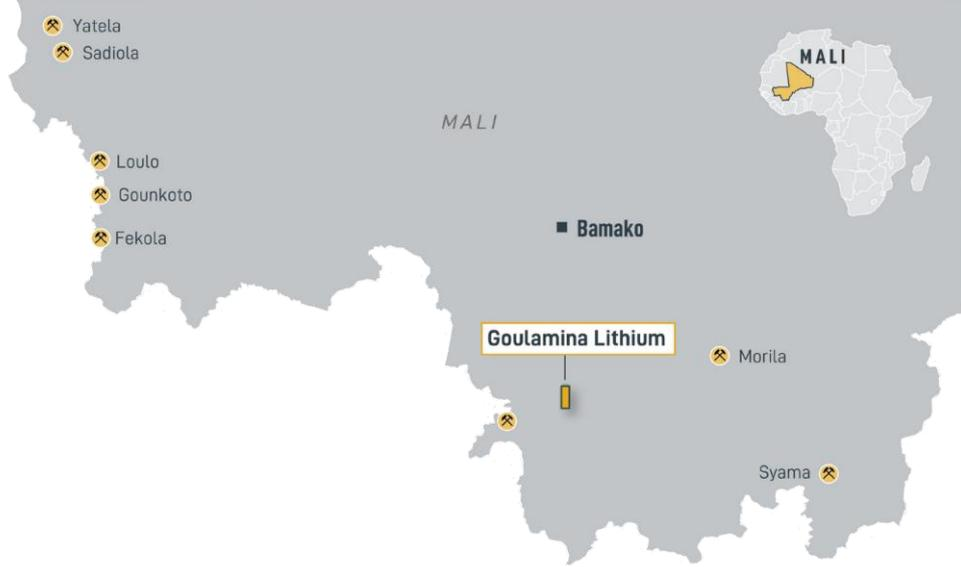 Yatela
Sadiola
MALI
MALI
Loulo
Gounkoto
Fekola
Bamako
Goulamina Lithium
Morila
Syama